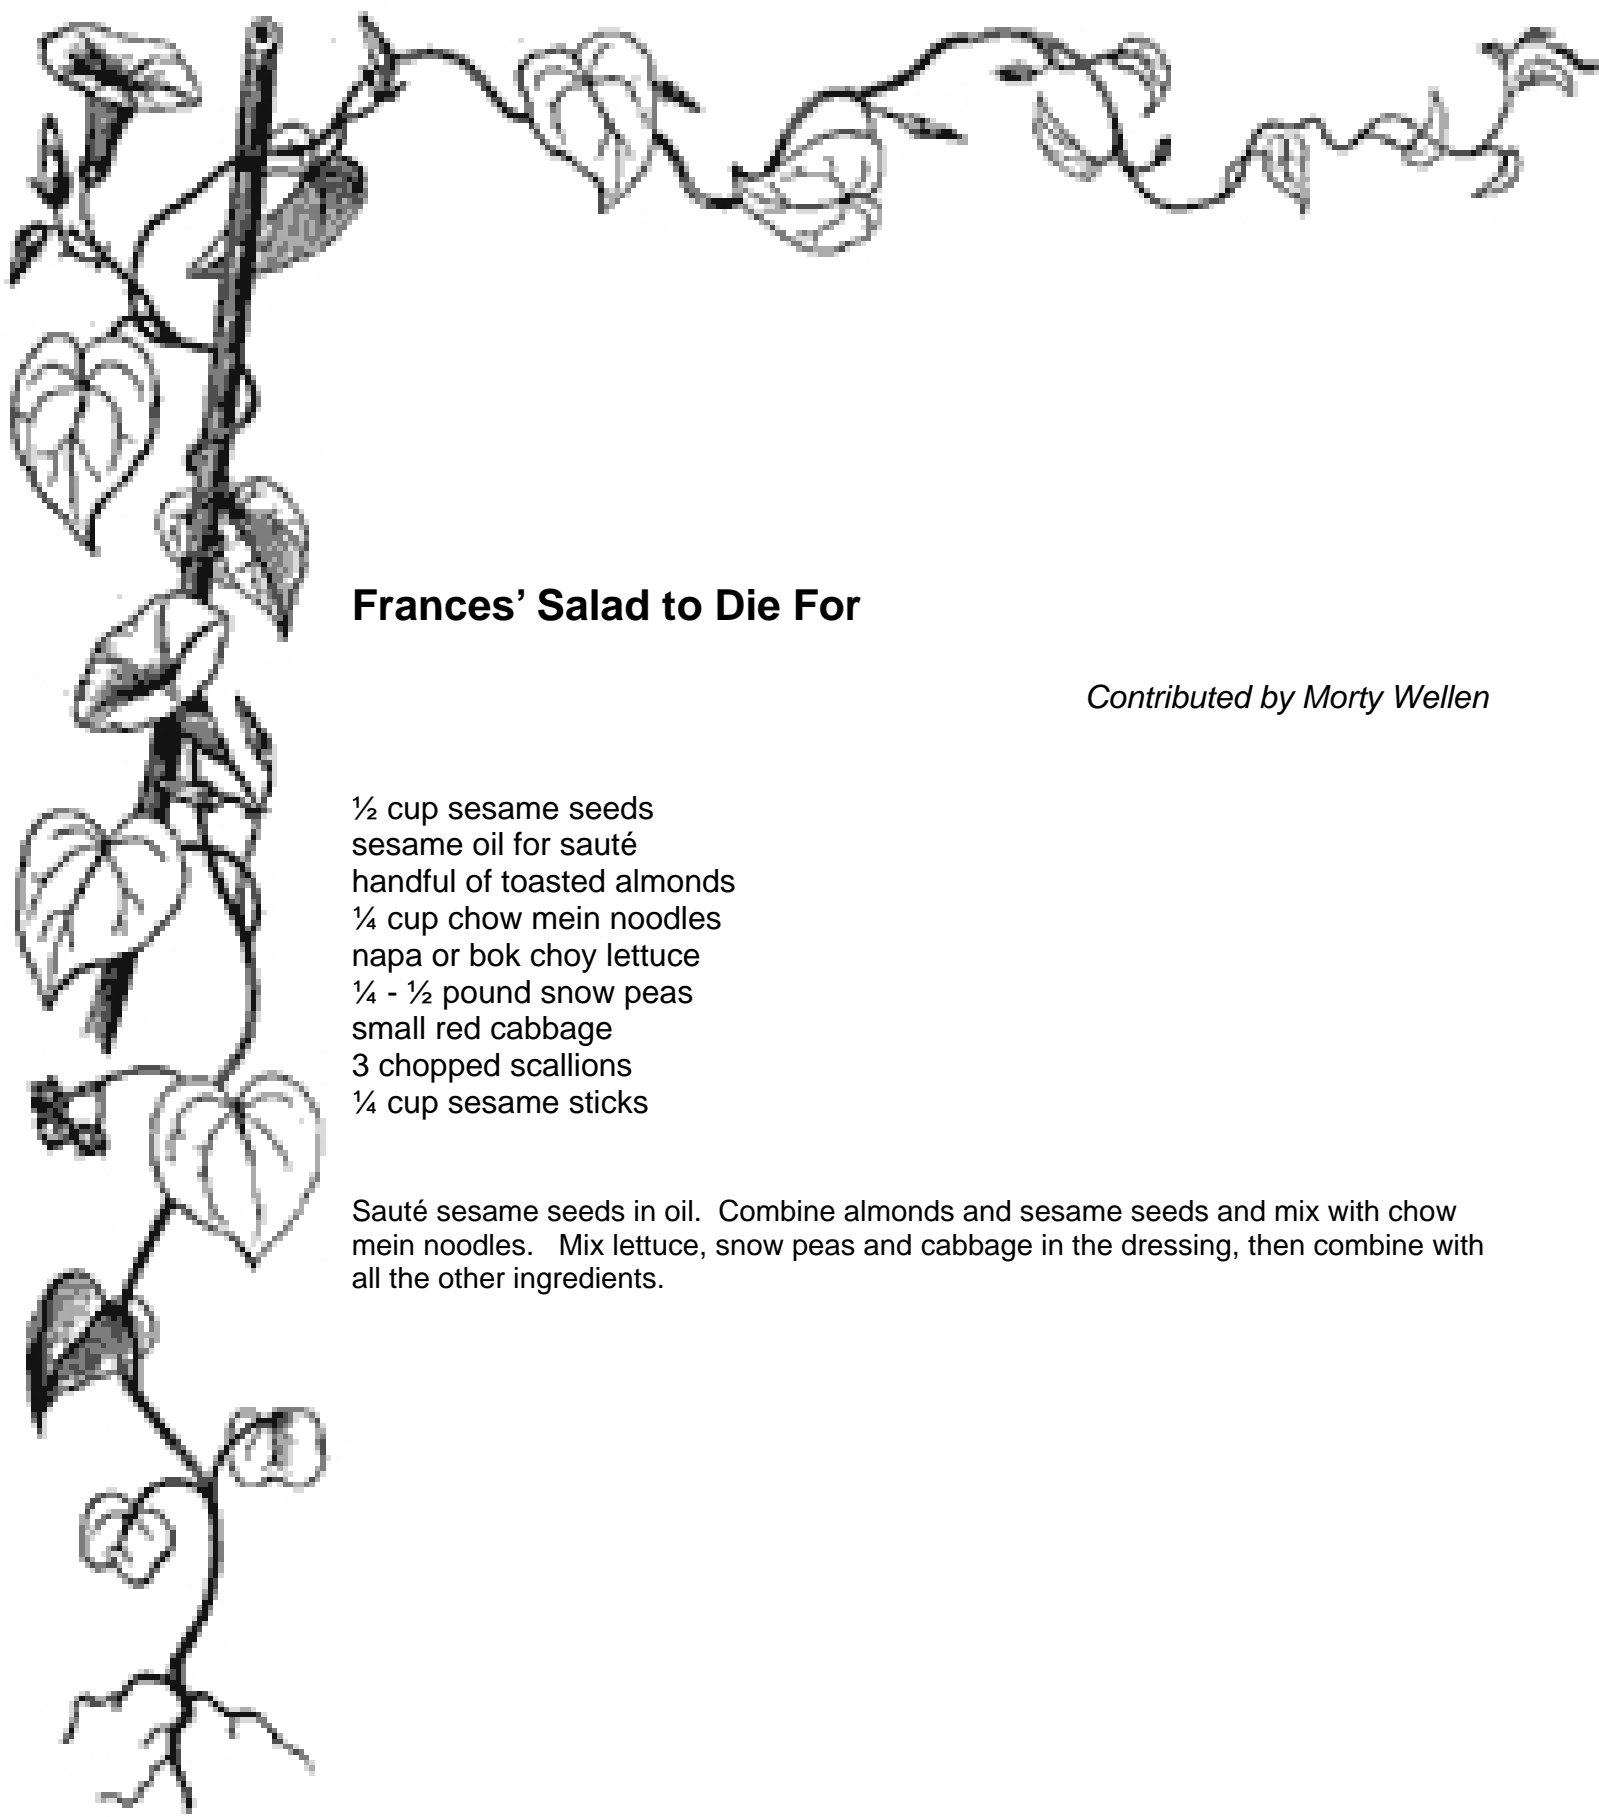 Frances’ Salad to Die For
Contributed by Morty Wellen
½ cup sesame seeds
sesame oil for sauté
handful of toasted almonds
¼ cup chow mein noodles
napa or bok choy lettuce
¼ - ½ pound snow peas
small red cabbage
3 chopped scallions
¼ cup sesame sticks
Sauté sesame seeds in oil.  Combine almonds and sesame seeds and mix with chow
mein noodles.   Mix lettuce, snow peas and cabbage in the dressing, then combine with
all the other ingredients.